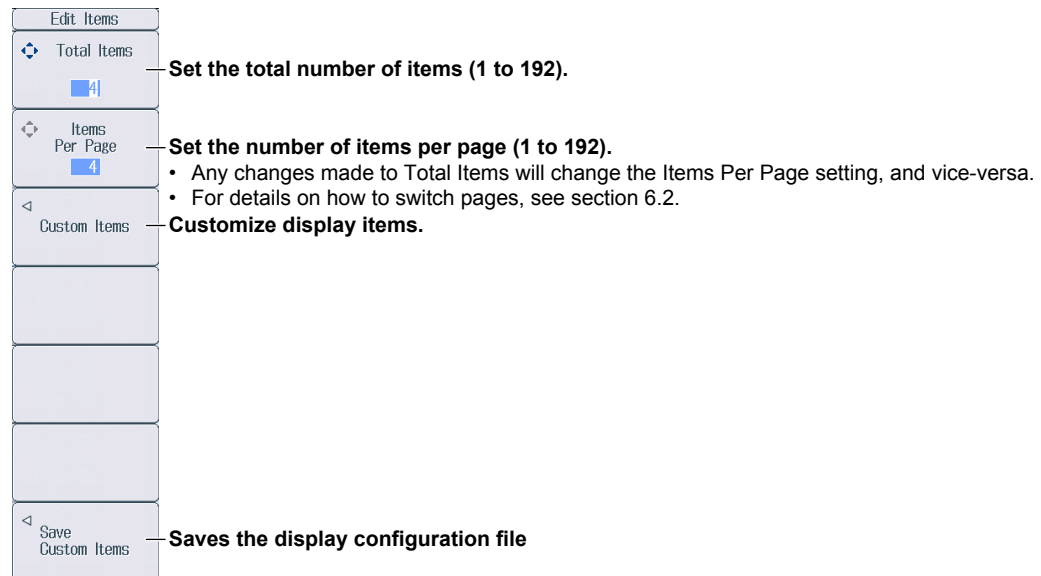 Edit Items
Total Items
4
Set the total number of items (1 to 192).
Items
Per Page
4
Set the number of items per page (1 to 192).
• Any changes made to Total Items will change the Items Per Page setting, and vice-versa.
• For details on how to switch pages, see section 6.2.
Custom Items
Customize display items.
Save
Custom Items
Saves the display configuration file